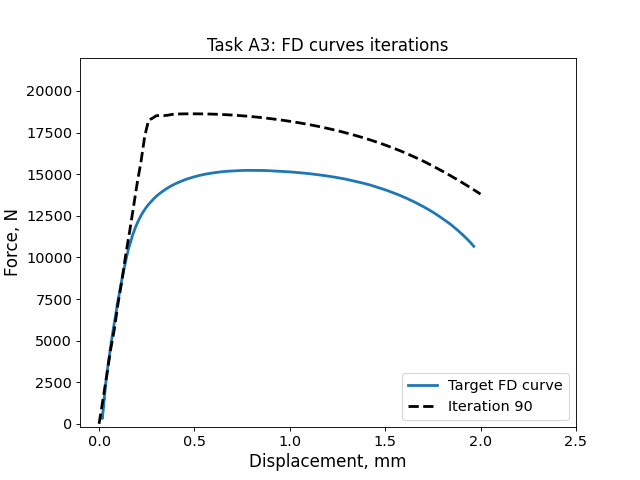 Task A3: FD curves iterations
Force, N
20000
17500
15000
12500
10000
7500
5000
2500
0
Target FD curve
Iteration 90
0.0 0.5 1.0 1.5 2.0 2.5
Displacement, mm